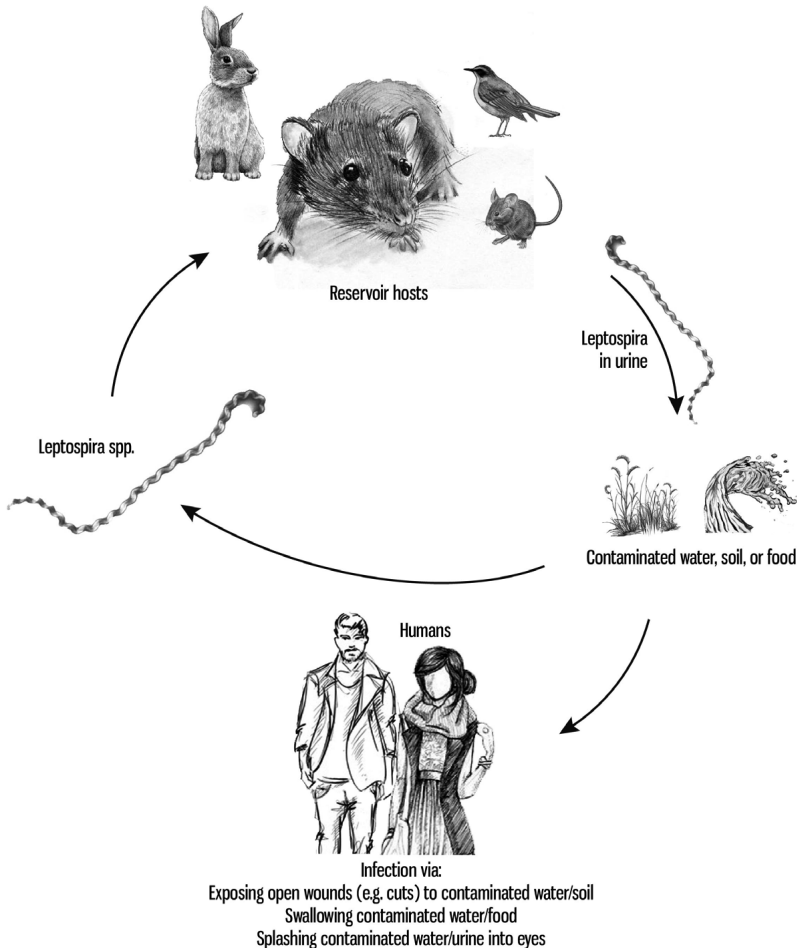 Reservoir hosts
Leptospira
in urine
Leptospira spp.
Contaminated water, soil, or food
Humans
Infection via:
Exposing open wounds (e.g. cuts) to contaminated water/soil
Swallowing contaminated water/food
Splashing contaminated water/urine into eyes